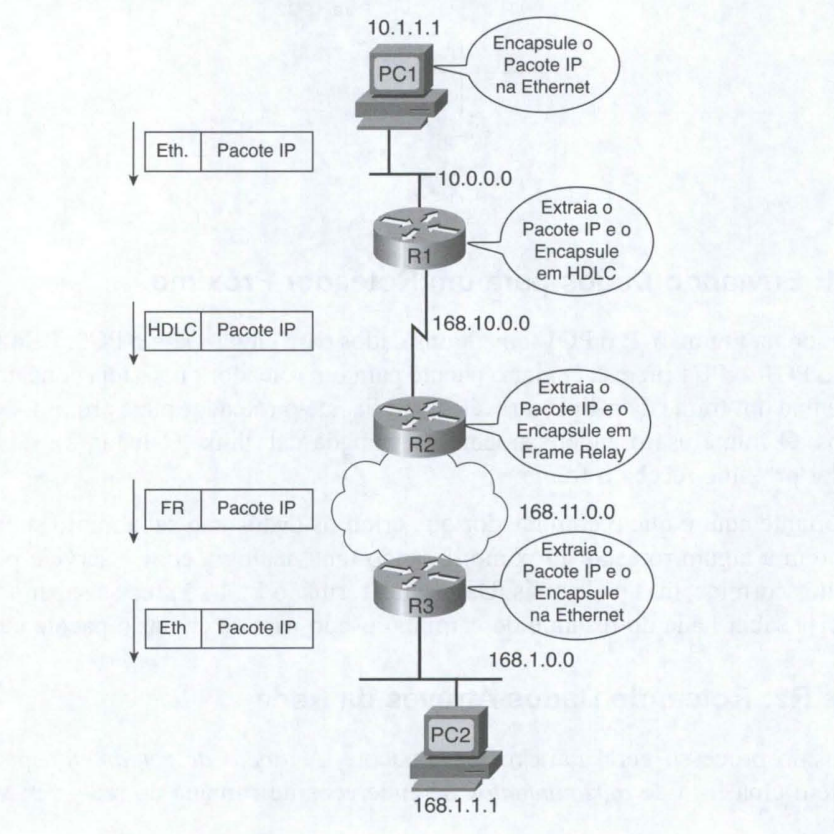 10.1.1.1
PC1
Encapsule o
Pacote IP
na Ethernet
Eth. Pacote IP
10.0.0.0
R1
Extraia o
Pacote IP e o
Encapsule
em HDLC
HDLC Pacote IP
168.10.0.0
R2
Extraia o
Pacote IP e o
Encapsule em
Frame Relay
FR Pacote IP
168.11.0.0
R3
Extraia o
Pacote IP e o
Encapsule
na Ethernet
Eth Pacote IP
168.1.0.0
PC2
168.1.1.1